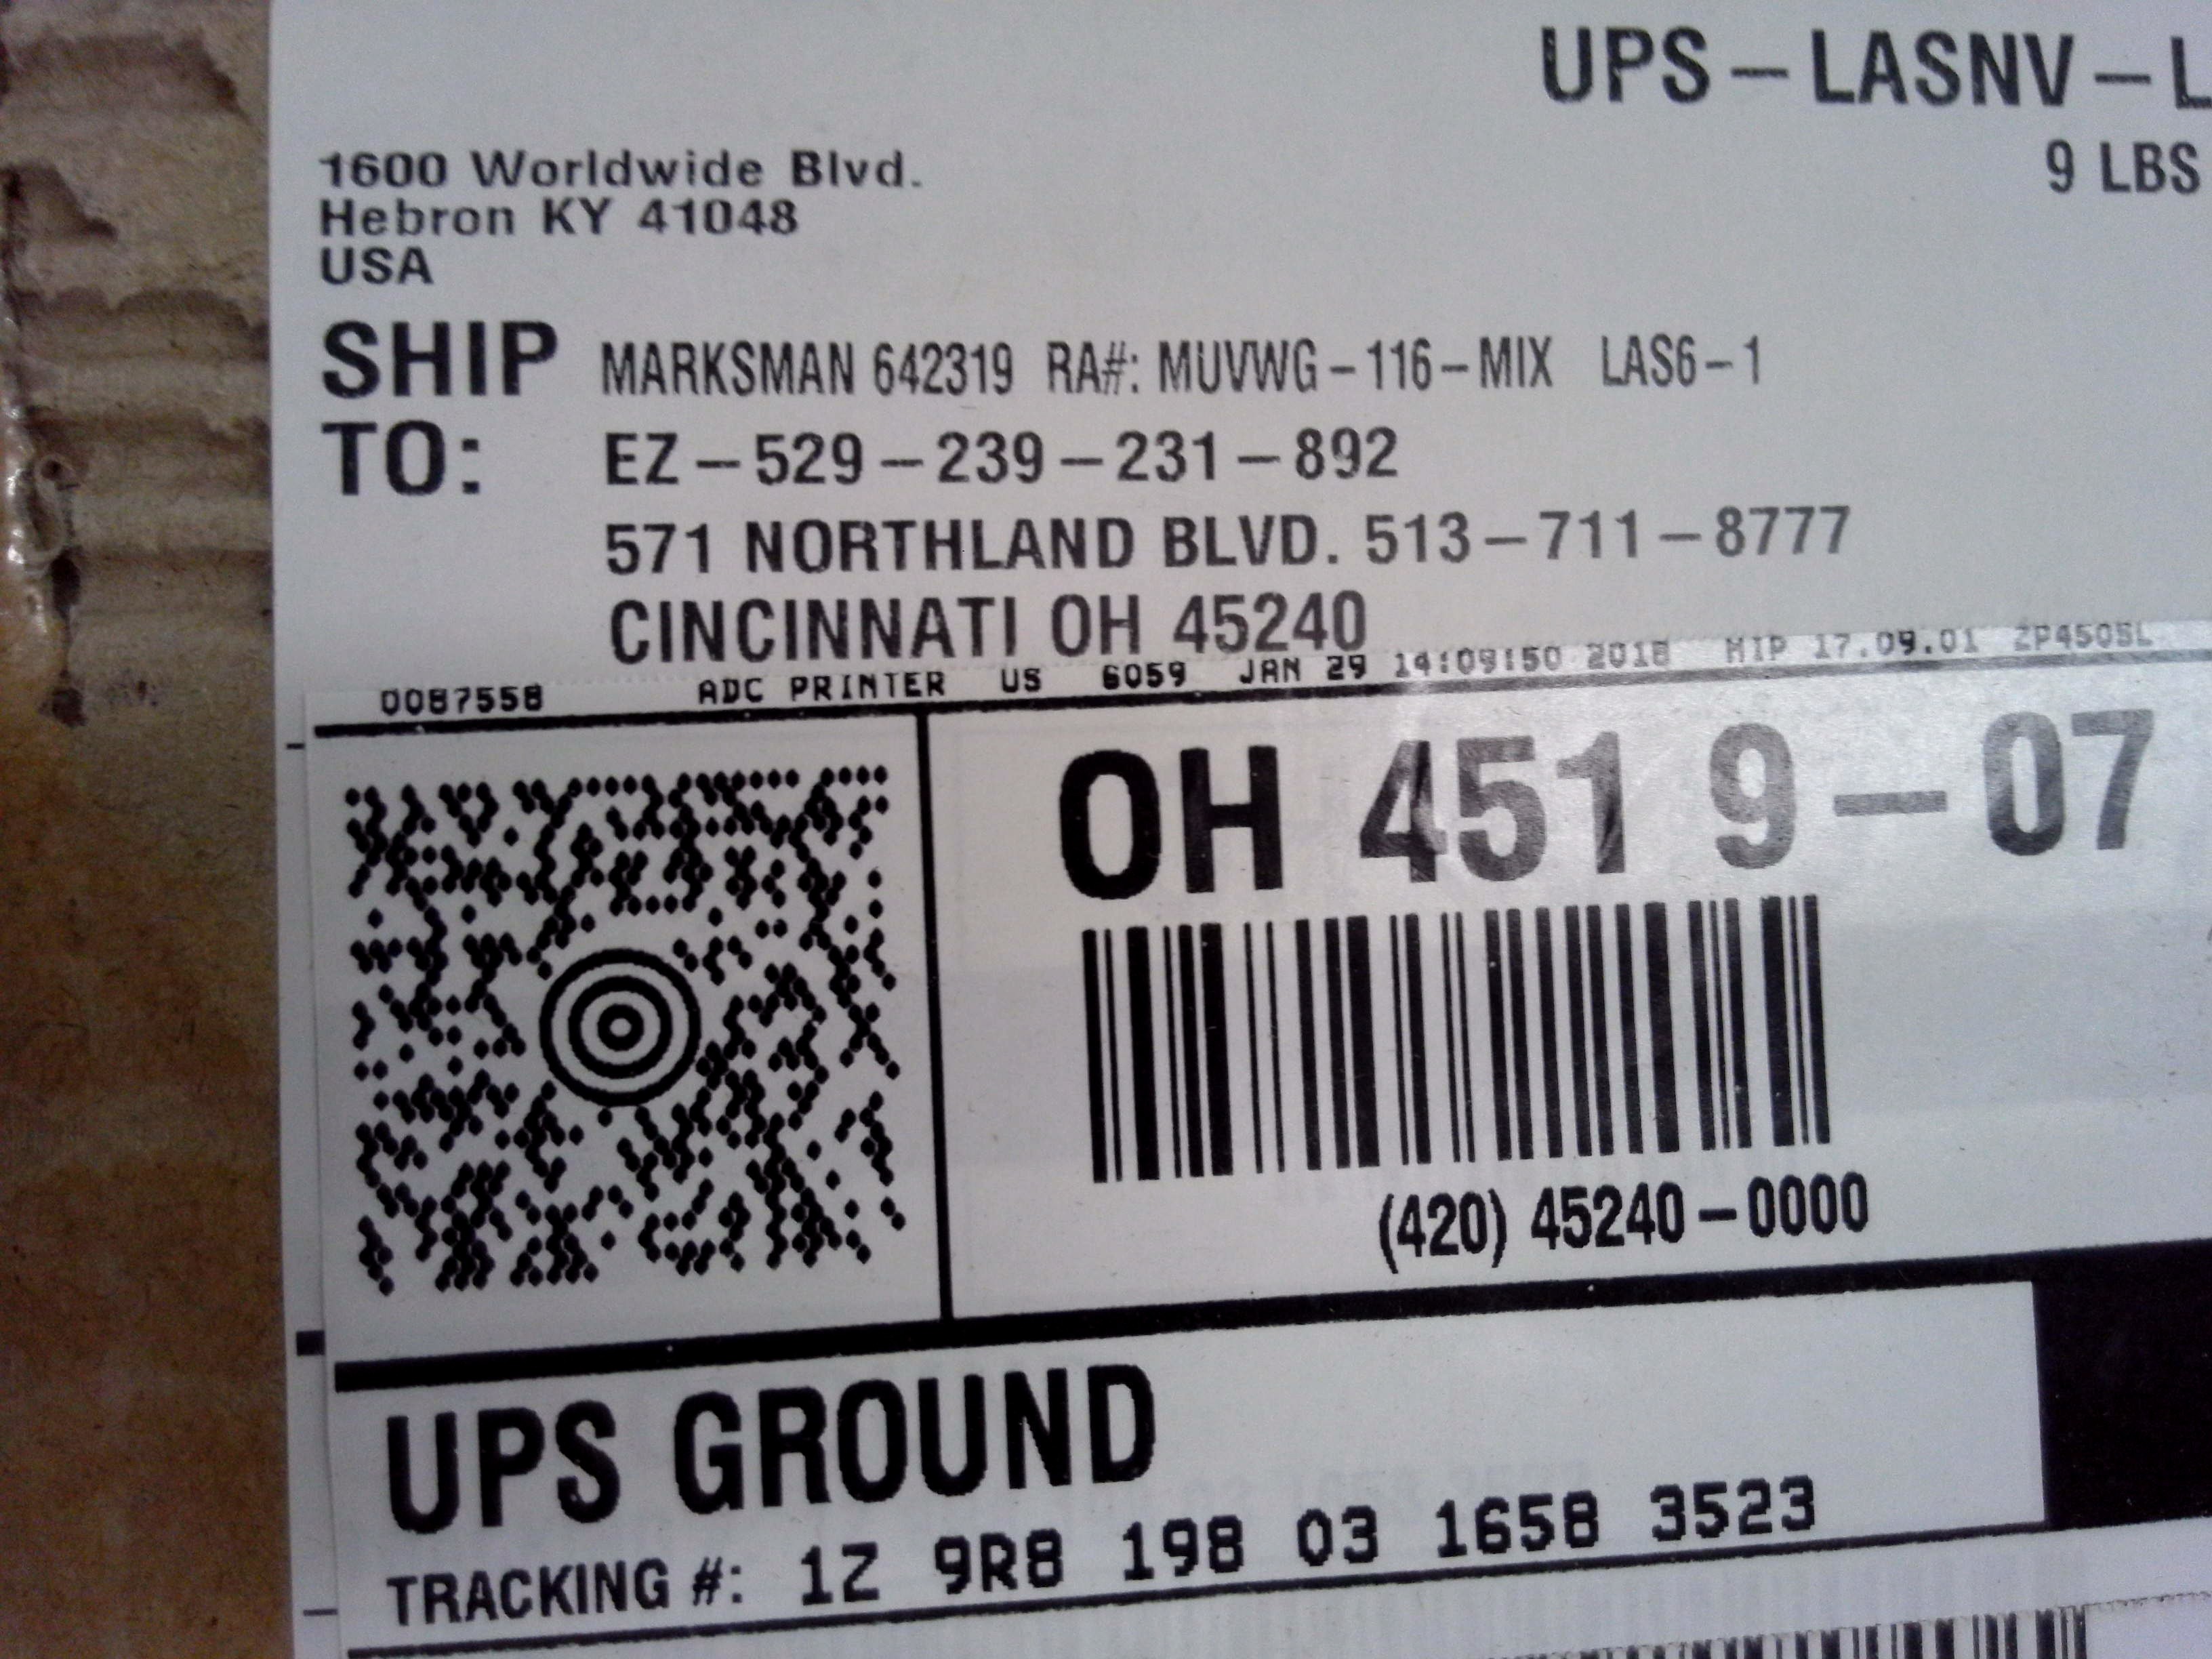 UPS - LASNV - L
9 LBS
1600 Worldwide Blvd.
Hebron KY 41048
USA
SHIP TO:
MARKSMAN 642319 RA#: MUVWG-116-MIX LAS6-1
EZ-529-239-231-892
571 NORTHLAND BLVD. 513-711-8777
CINCINNATI OH 45240
0087558 ADC PRINTER US 6059 JAN 29 14:09:50 2018 HIP 17.09.01 ZP450SL
OH 451 9-07
(420) 45240-0000
UPS GROUND
TRACKING #: 1Z 9R8 198 03 1658 3523